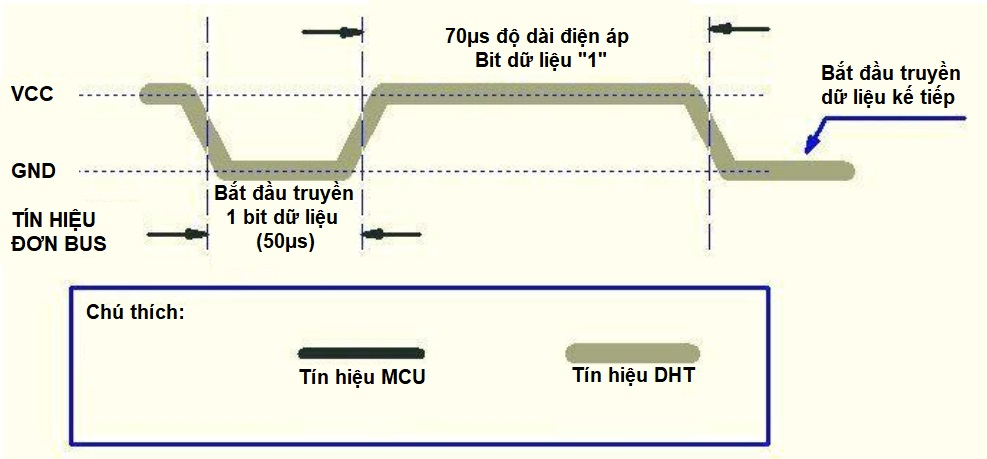 70µs độ dài điện áp
Bit dữ liệu "1"
Bắt đầu truyền
dữ liệu kế tiếp
VCC
GND
Bắt đầu truyền
1 bit dữ liệu
(50µs)
TÍN HIỆU
ĐƠN BUS
Chú thích:
Tín hiệu MCU
Tín hiệu DHT